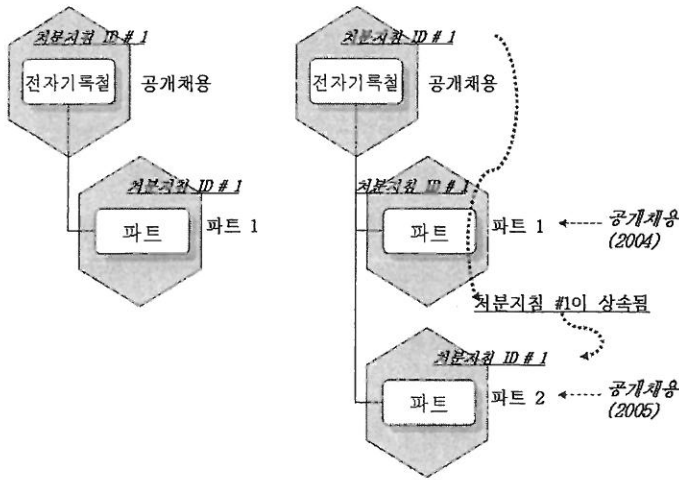 처분지침 ID # 1
전자기록철
공개채용
처분지침 ID # 1
파트
파트 1
처분지침 ID # 1
전자기록철
공개채용
처분지침 ID # 1
파트
파트 1
공개채용
(2004)
처분지침 #1이 상속됨
처분지침 ID # 1
파트
파트 2
공개채용
(2005)